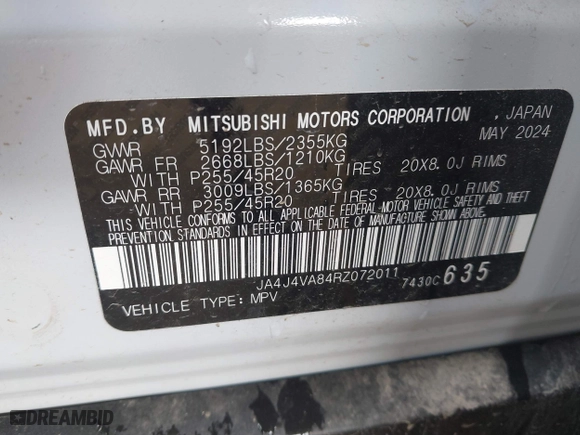 MFD.BY MITSUBISHI MOTORS CORPORATION , JAPAN
MAY 2024
GVWR 5192LBS/2355KG
GAWR FR 2668LBS/1210KG
WITH P255/45R20 TIRES 20X8.0J RIMS
GAWR RR 3009LBS/1365KG
WITH P255/45R20 TIRES 20X8.0J RIMS
THIS VEHICLE CONFORMS TO ALL APPLICABLE FEDERAL MOTOR VEHICLE SAFETY AND THEFT
PREVENTION STANDARDS IN EFFECT ON THE DATE OF MANUFACTURE SHOWN ABOVE.
JA4J4VA84RZ072011
7430C 635
VEHICLE TYPE: MPV
DREAMBID